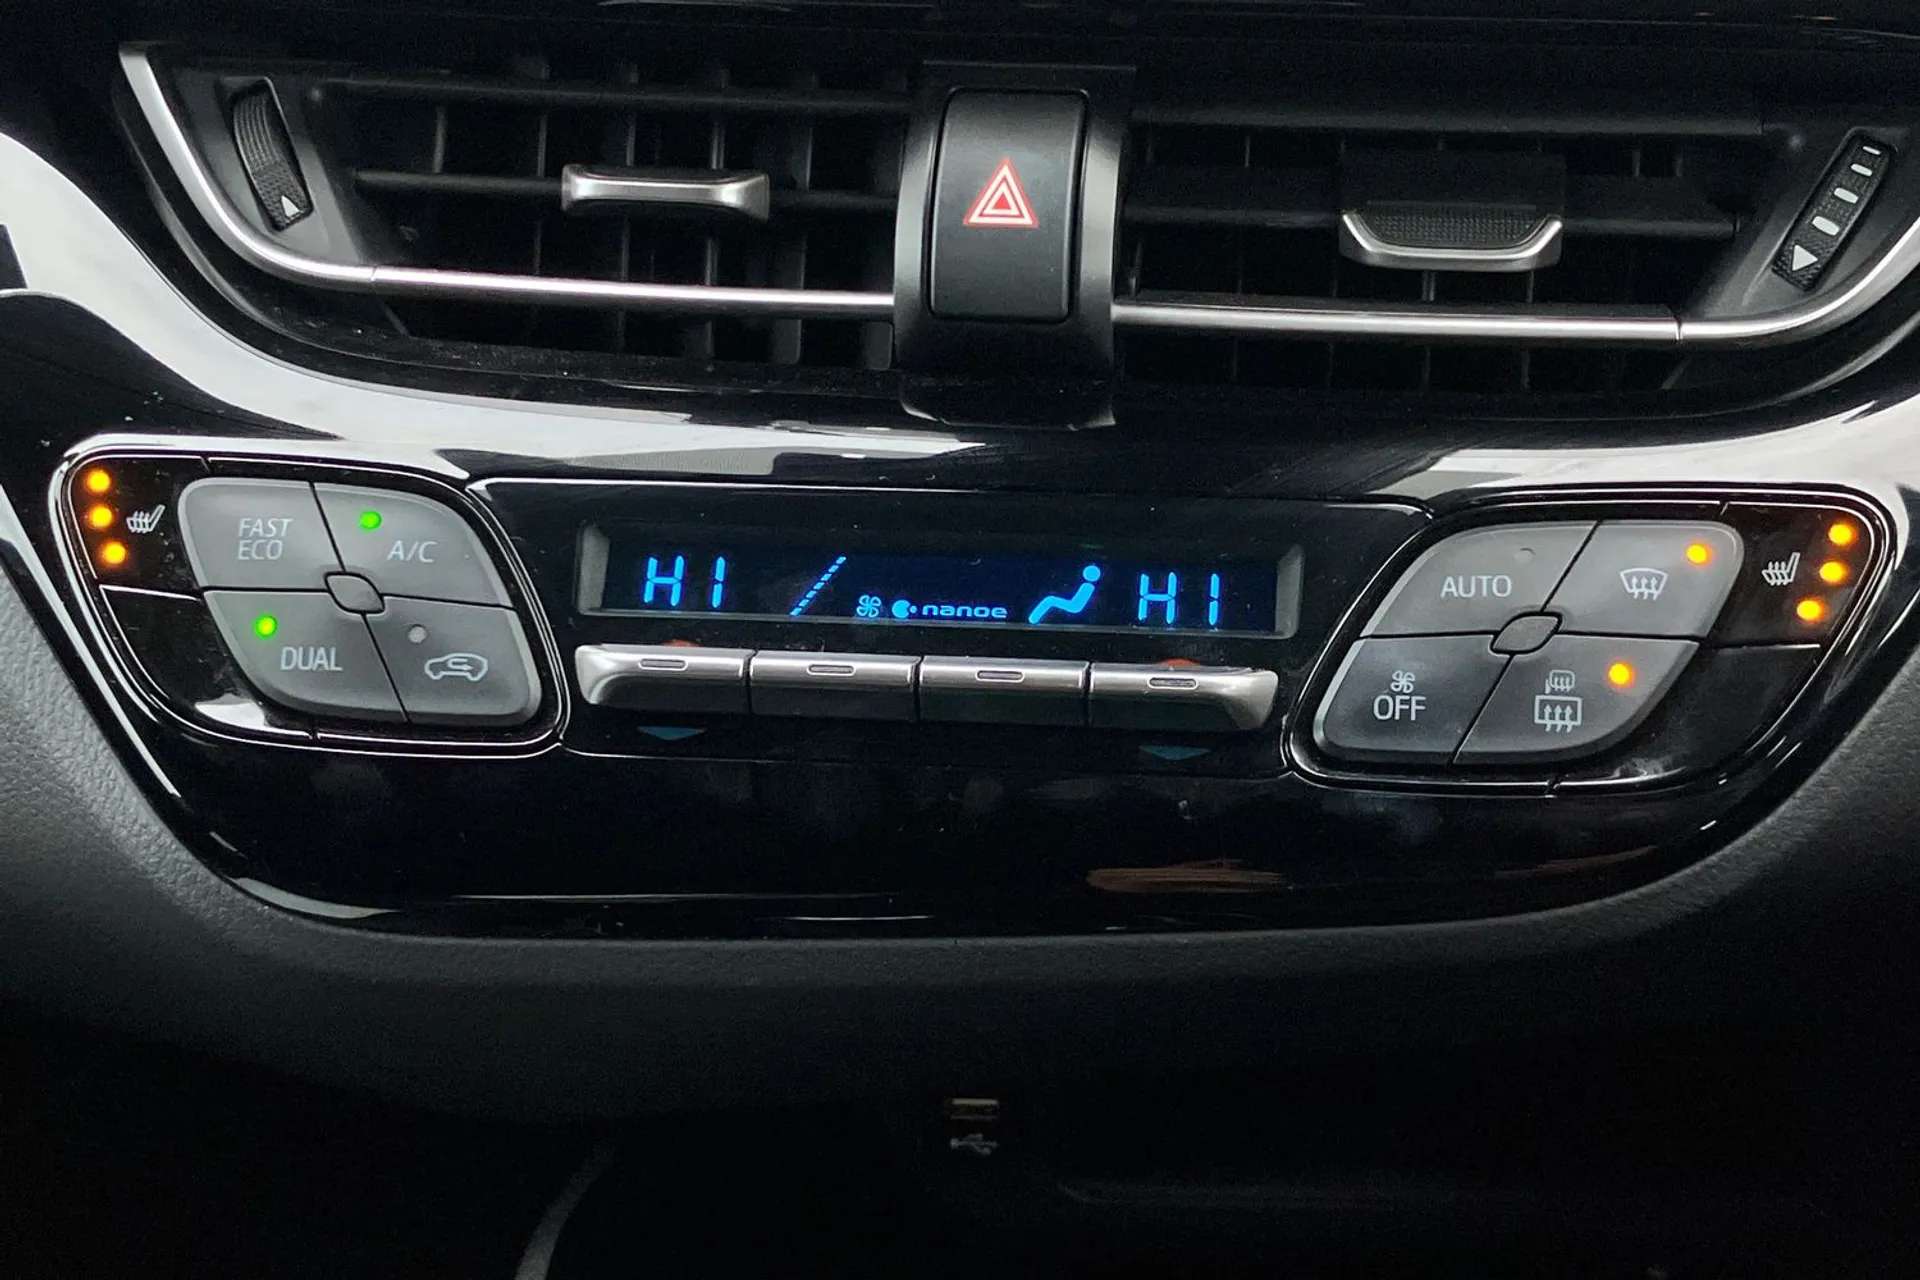 FAST
ECO
A/C
DUAL
HI
nanoe
HI
AUTO
OFF